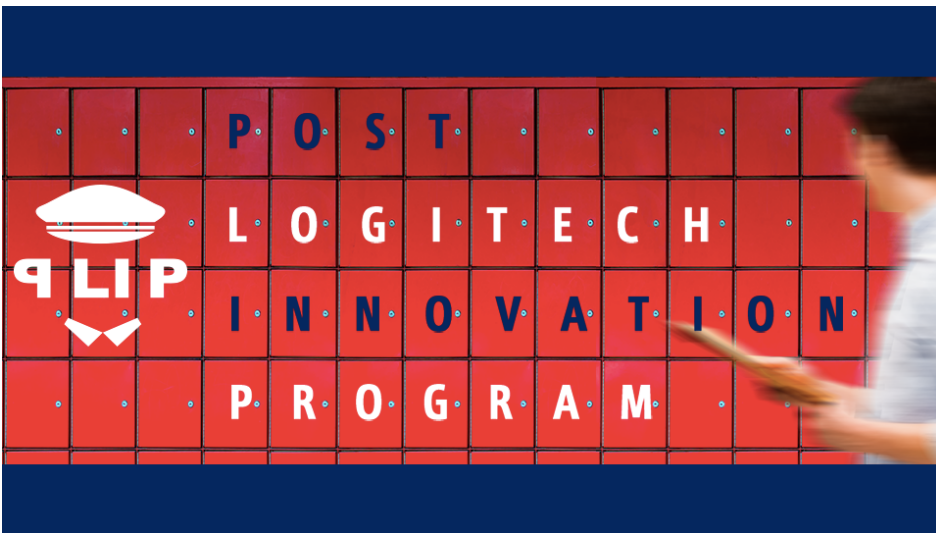 POST
LOGITECH
INNOVATION
PROGRAM
PLIP